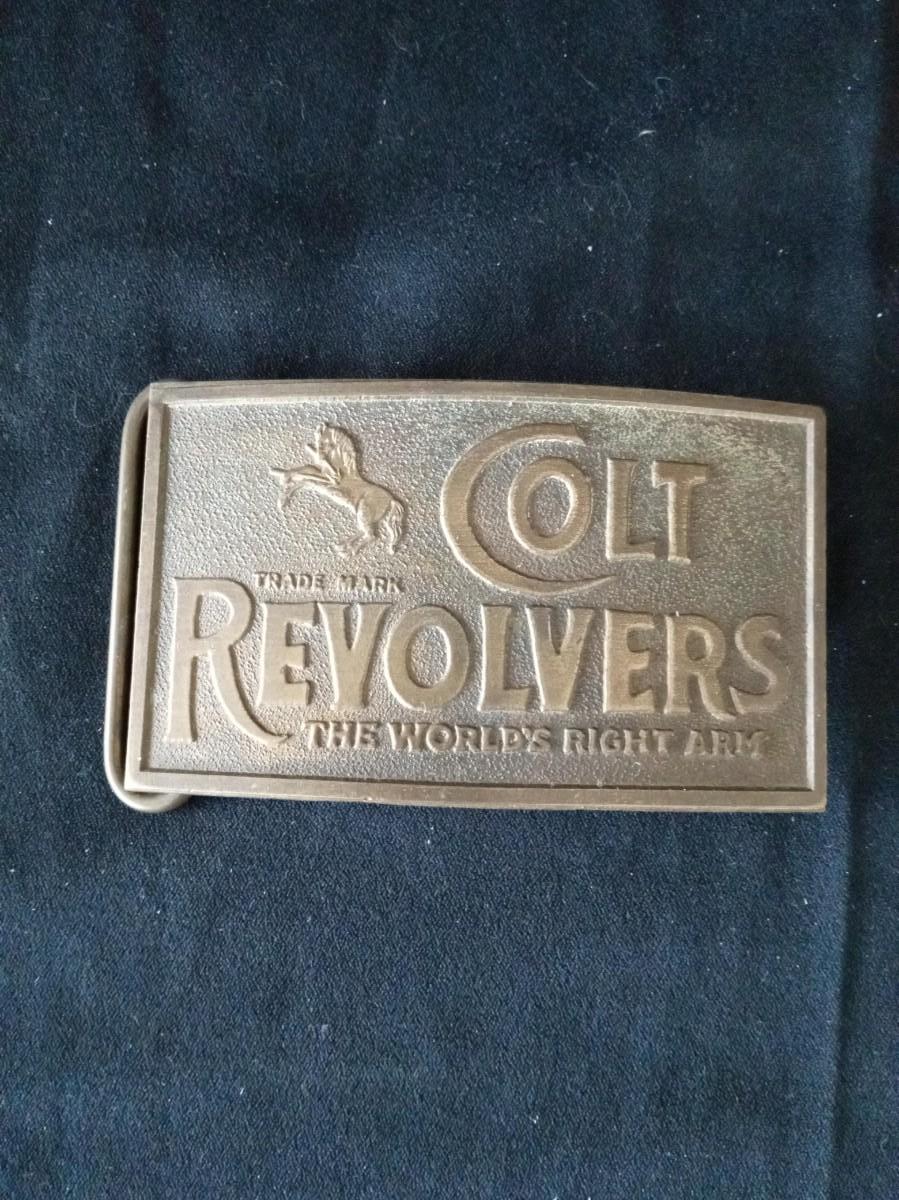 COLT
TRADE MARK
REVOLVERS
THE WORLD'S RIGHT ARM